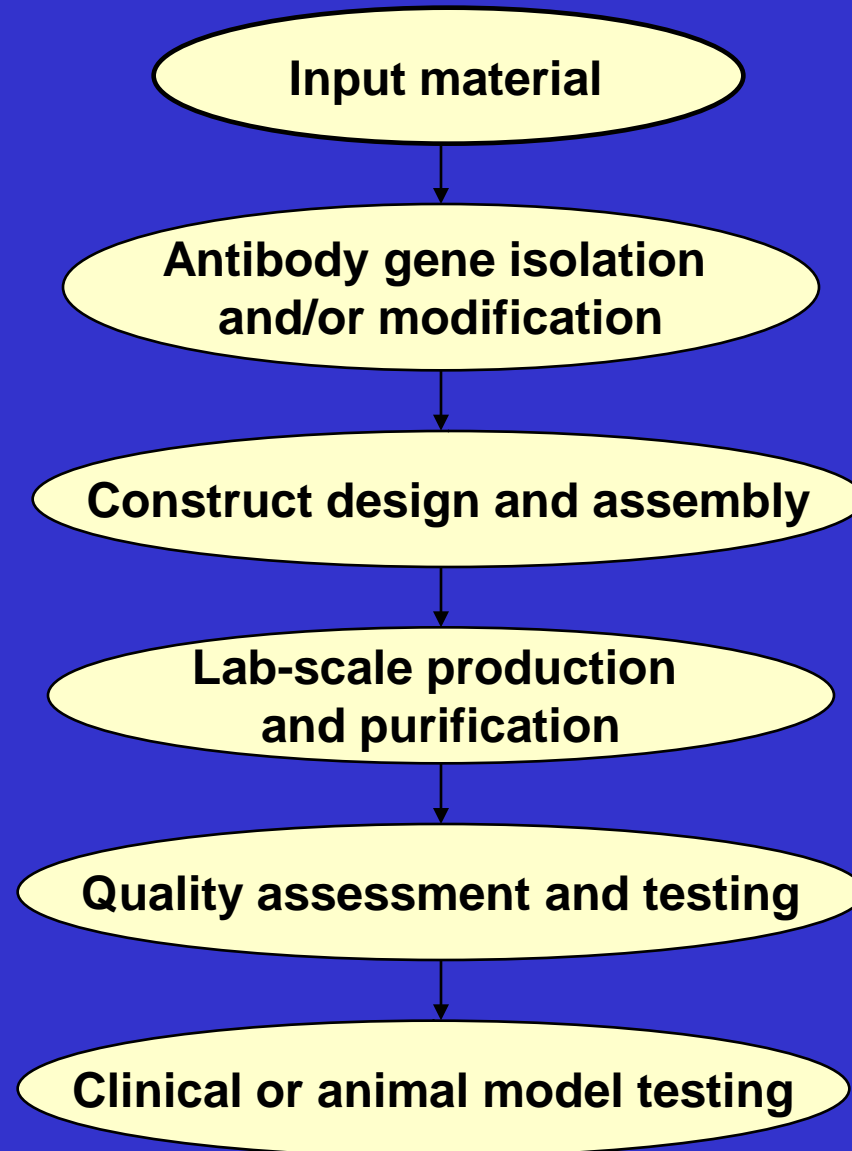 Input material
Antibody gene isolation
and/or modification
Construct design and assembly
Lab-scale production
and purification
Quality assessment and testing
Clinical or animal model testing